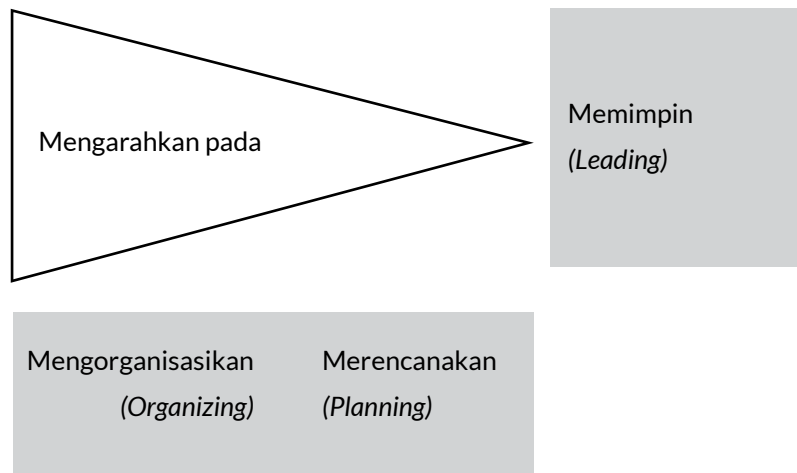 Mengarahkan pada
Memimpin
(Leading)
Mengorganisasikan
(Organizing)
Merencanakan
(Planning)